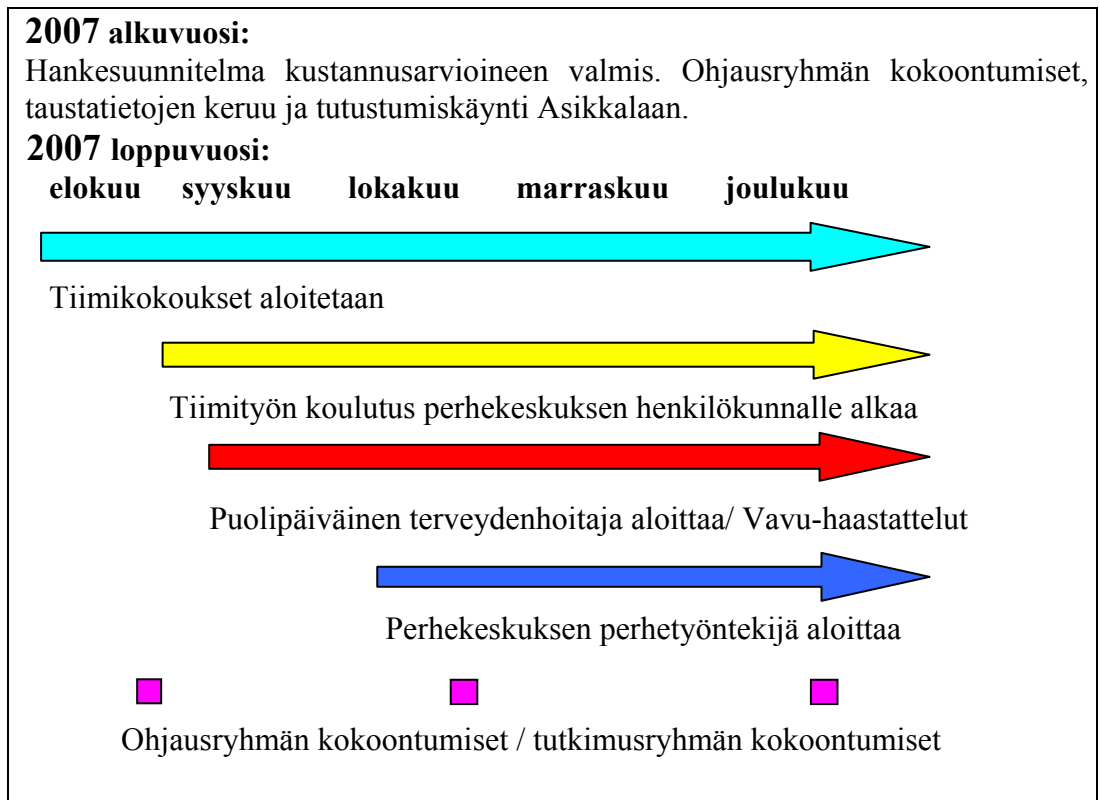 2007 alkuvuosi:
Hankesuunnitelma kustannusarvioineen valmis. Ohjausryhmän kokoontumiset,
taustatietojen keruu ja tutustumiskäynti Asikkalaan.
2007 loppuvuosi:
elokuu syyskuu lokakuu marraskuu joulukuu
Tiimikokoukset aloitetaan
Tiimityön koulutus perhekeskuksen henkilökunnalle alkaa
Puolipäiväinen terveydenhoitaja aloittaa/ Vavu-haastattelut
Perhekeskuksen perhetyöntekijä aloittaa
Ohjausryhmän kokoontumiset / tutkimusryhmän kokoontumiset